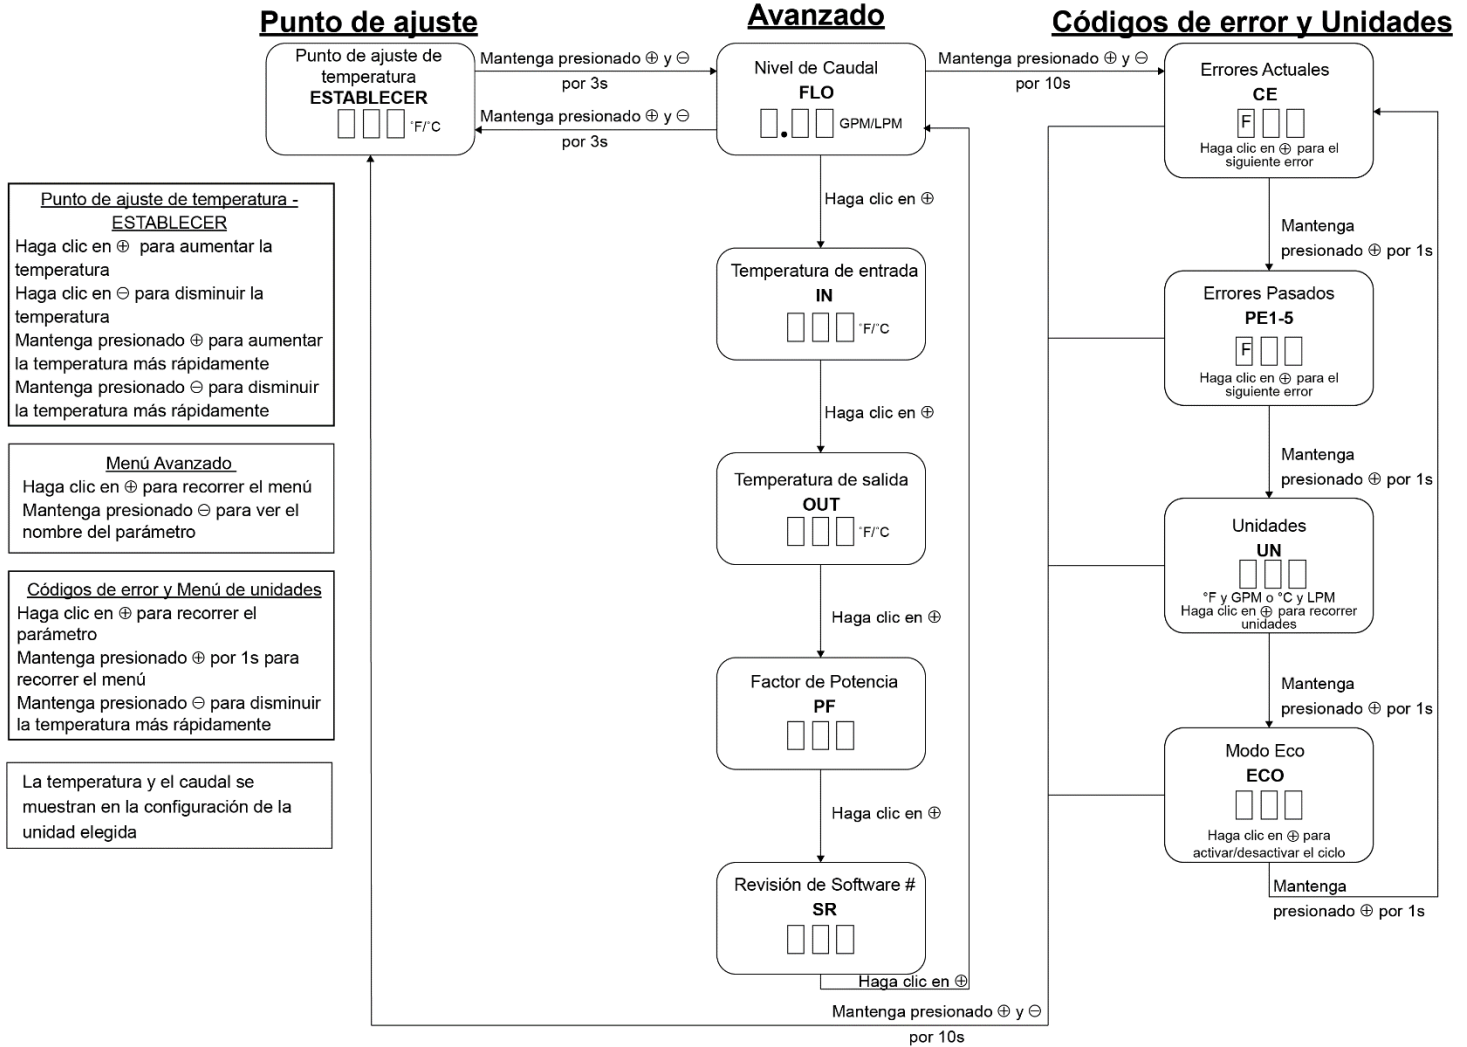 Punto de ajuste
Avanzado
Códigos de error y Unidades
Punto de ajuste de
temperatura
ESTABLECER
°F/°C
Mantenga presionado ⊕ y ⊖
por 3s
Mantenga presionado ⊕ y ⊖
por 3s
Nivel de Caudal
FLO
. GPM/LPM
Mantenga presionado ⊕ y ⊖
por 10s
Errores Actuales
CE
F
Haga clic en ⊕ para el
siguiente error
Punto de ajuste de temperatura -
ESTABLECER
Haga clic en ⊕ para aumentar la
temperatura
Haga clic en ⊖ para disminuir la
temperatura
Mantenga presionado ⊕ para aumentar
la temperatura más rápidamente
Mantenga presionado ⊖ para disminuir
la temperatura más rápidamente
Menú Avanzado
Haga clic en ⊕ para recorrer el menú
Mantenga presionado ⊖ para ver el
nombre del parámetro
Códigos de error y Menú de unidades
Haga clic en ⊕ para recorrer el
parámetro
Mantenga presionado ⊕ por 1s para
recorrer el menú
Mantenga presionado ⊖ para disminuir
la temperatura más rápidamente
La temperatura y el caudal se
muestran en la configuración de la
unidad elegida
Haga clic en ⊕
Temperatura de entrada
IN
°F/°C
Haga clic en ⊕
Temperatura de salida
OUT
°F/°C
Haga clic en ⊕
Factor de Potencia
PF
Haga clic en ⊕
Revisión de Software #
SR
Haga clic en ⊕
Mantenga
presionado ⊕ por 1s
Errores Pasados
PE1-5
F
Haga clic en ⊕ para el
siguiente error
Mantenga
presionado ⊕ por 1s
Unidades
UN
°F y GPM o °C y LPM
Haga clic en ⊕ para recorrer
unidades
Mantenga
presionado ⊕ por 1s
Modo Eco
ECO
Haga clic en ⊕ para
activar/desactivar el ciclo
Mantenga
presionado ⊕ por 1s
Mantenga presionado ⊕ y ⊖
por 10s